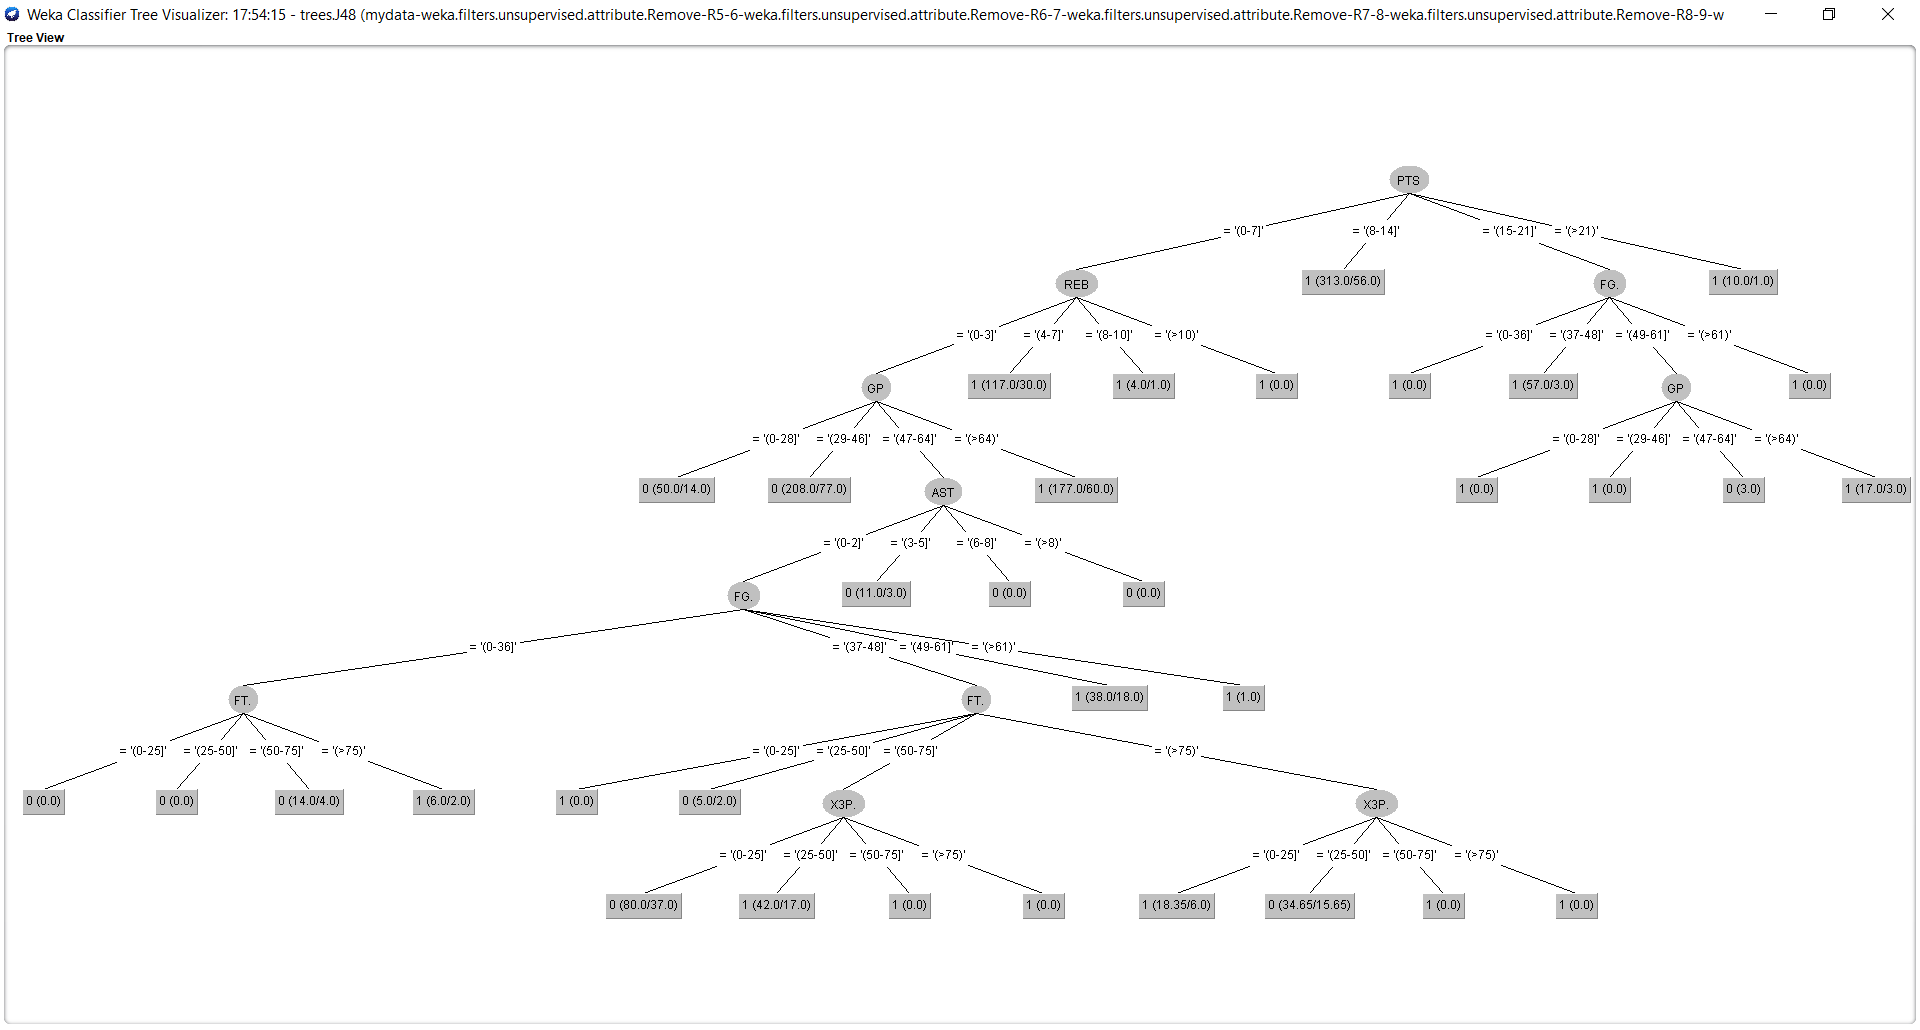 Weka Classifier Tree Visualizer: 17:54:15 - trees.J48 (mydata-weka.filters.unsupervised.attribute.Remove-R5-6-weka.filters.unsupervised.attribute.Remove-R6-7-weka.filters.unsupervised.attribute.Remove-R7-8-weka.filters.unsupervised.attribute.Remove-R8-9-w
Tree View
PTS
= '(0-7]' = '(8-14]' = '(15-21]' = '(>21)'
REB 1 (313.0/56.0) FG. 1 (10.0/1.0)
= '(0-3]' = '(4-7]' = '(8-10]' = '(>10)' = '(0-36]' = '(37-48]' = '(49-61]' = '(>61)'
GP 1 (117.0/30.0) 1 (4.0/1.0) 1 (0.0) 1 (0.0) 1 (57.0/3.0) GP 1 (0.0)
= '(0-28]' = '(29-46]' = '(47-64]' = '(>64)' = '(0-28]' = '(29-46]' = '(47-64]' = '(>64)'
0 (50.0/14.0) 0 (208.0/77.0) AST 1 (177.0/60.0) 1 (0.0) 1 (0.0) 0 (3.0) 1 (17.0/3.0)
= '(0-2]' = '(3-5]' = '(6-8]' = '(>8)'
FG. 0 (11.0/3.0) 0 (0.0) 0 (0.0)
= '(0-36]' = '(37-48]' = '(49-61]' = '(>61)'
FT. FT. 1 (38.0/18.0) 1 (1.0)
= '(0-25]' = '(25-50]' = '(50-75]' = '(>75)' = '(0-25]' = '(25-50]' = '(50-75]' = '(>75)'
0 (0.0) 0 (0.0) 0 (14.0/4.0) 1 (6.0/2.0) 1 (0.0) 0 (5.0/2.0) X3P. X3P.
= '(0-25]' = '(25-50]' = '(50-75]' = '(>75)' = '(0-25]' = '(25-50]' = '(50-75]' = '(>75)'
0 (80.0/37.0) 1 (42.0/17.0) 1 (0.0) 1 (0.0) 1 (18.35/6.0) 0 (34.65/15.65) 1 (0.0) 1 (0.0)